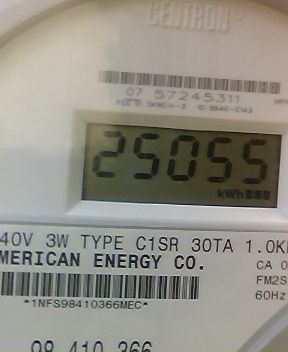 CENTRON
07 57245311
25055
kWh
40V 3W TYPE C1SR 30TA 1.0K
MERICAN ENERGY CO.
CA 0
FM2S
60Hz
*1NFS98410366MEC*
98 410 366